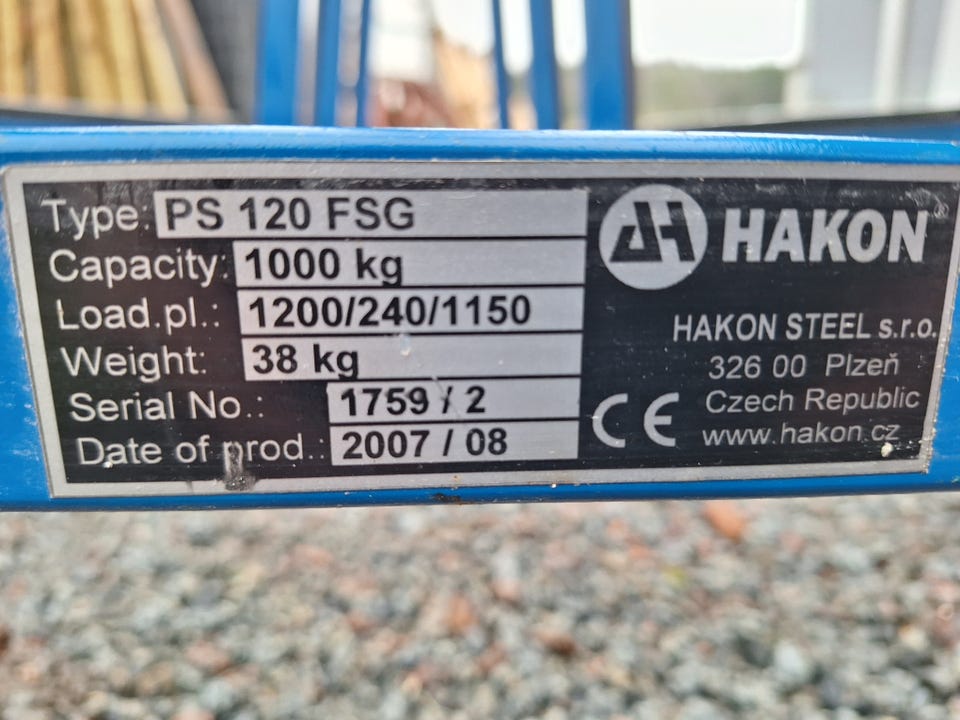 Type: PS 120 FSG
Capacity: 1000 kg
Load.pl.: 1200/240/1150
Weight: 38 kg
Serial No.: 1759 / 2
Date of prod.: 2007 / 08
HAKON
HAKON STEEL s.r.o.
326 00 Plzeň
Czech Republic
www.hakon.cz
CE